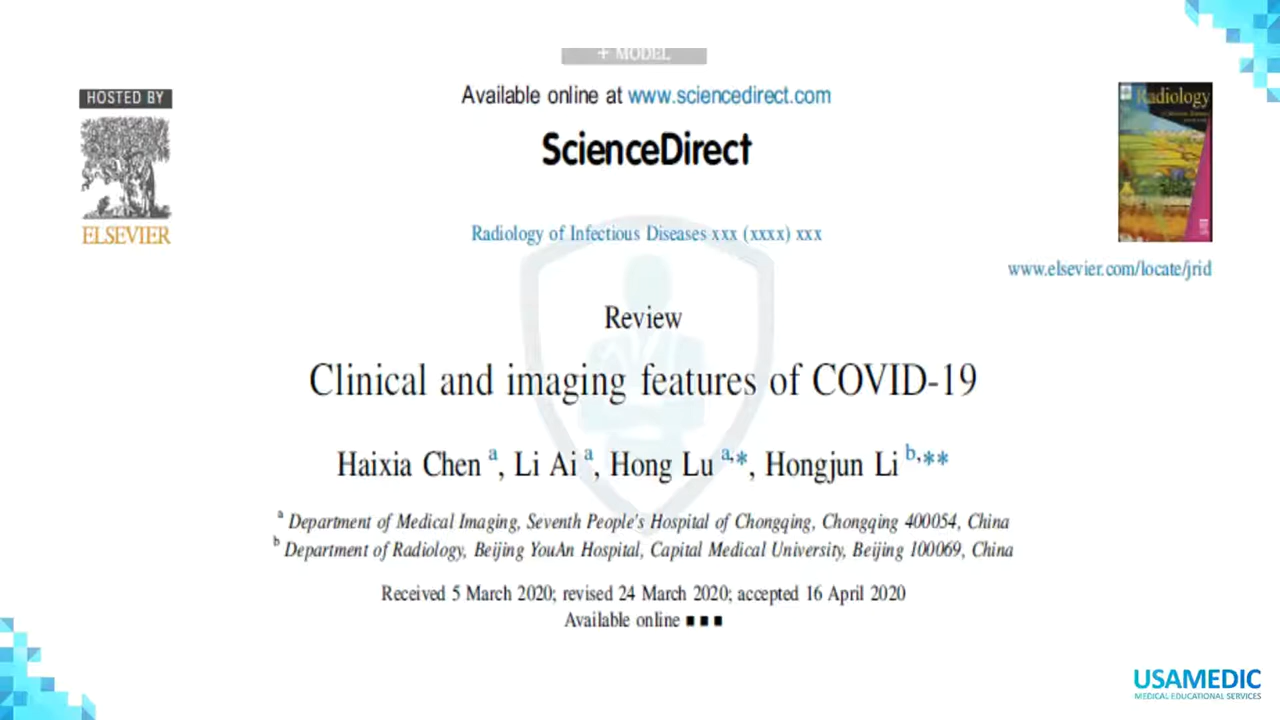 + MODEL
HOSTED BY
ELSEVIER
Available online at www.sciencedirect.com
ScienceDirect
Radiology of Infectious Diseases xxx (xxxx) xxx
Radiology
www.elsevier.com/locate/jrid
Review
Clinical and imaging features of COVID-19
Haixia Chen a, Li Ai a, Hong Lu a,*, Hongjun Li b,**
a Department of Medical Imaging, Seventh People's Hospital of Chongqing, Chongqing 400054, China
b Department of Radiology, Beijing YouAn Hospital, Capital Medical University, Beijing 100069, China
Received 5 March 2020; revised 24 March 2020; accepted 16 April 2020
Available online ■ ■ ■
USAMEDIC
MEDICAL EDUCATIONAL SERVICES